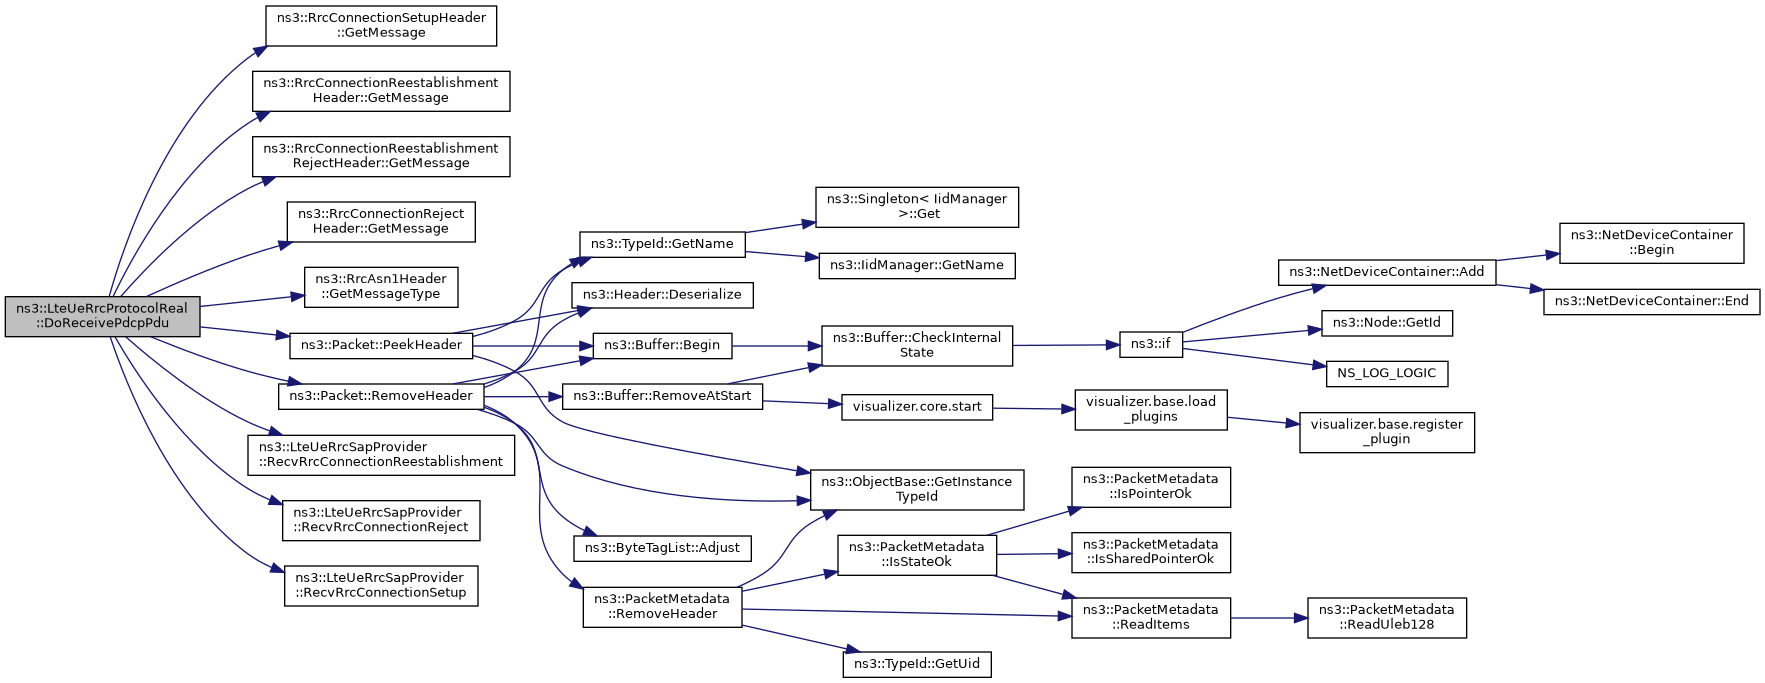 ns3::LteUeRrcProtocolReal
::DoReceivePdcpPdu
ns3::RrcConnectionSetupHeader
::GetMessage
ns3::RrcConnectionReestablishment
Header::GetMessage
ns3::RrcConnectionReestablishment
RejectHeader::GetMessage
ns3::RrcConnectionReject
Header::GetMessage
ns3::RrcAsn1Header
::GetMessageType
ns3::Packet::PeekHeader
ns3::Packet::RemoveHeader
ns3::LteUeRrcSapProvider
::RecvRrcConnectionReestablishment
ns3::LteUeRrcSapProvider
::RecvRrcConnectionReject
ns3::LteUeRrcSapProvider
::RecvRrcConnectionSetup
ns3::TypeId::GetName
ns3::Header::Deserialize
ns3::Buffer::Begin
ns3::Buffer::RemoveAtStart
ns3::ByteTagList::Adjust
ns3::PacketMetadata
::RemoveHeader
ns3::Singleton< IidManager
>::Get
ns3::IidManager::GetName
ns3::Buffer::CheckInternal
State
visualizer.core.start
ns3::ObjectBase::GetInstance
TypeId
ns3::PacketMetadata
::IsStateOk
ns3::TypeId::GetUid
ns3::if
visualizer.base.load
_plugins
ns3::PacketMetadata
::IsPointerOk
ns3::PacketMetadata
::IsSharedPointerOk
ns3::PacketMetadata
::ReadItems
ns3::NetDeviceContainer::Add
ns3::Node::GetId
NS_LOG_LOGIC
visualizer.base.register
_plugin
ns3::PacketMetadata
::ReadUleb128
ns3::NetDeviceContainer
::Begin
ns3::NetDeviceContainer::End